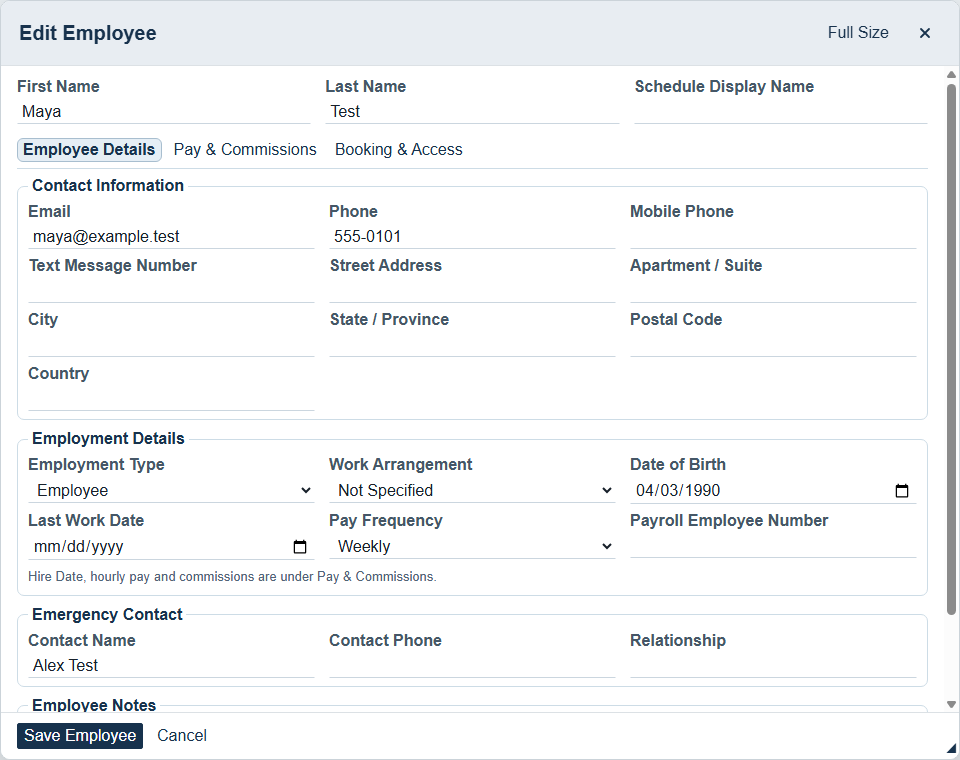 Edit Employee Full Size ×
First Name Last Name Schedule Display Name
Maya Test
Employee Details Pay & Commissions Booking & Access
Contact Information
Email Phone Mobile Phone
maya@example.test 555-0101
Text Message Number Street Address Apartment / Suite
City State / Province Postal Code
Country
Employment Details
Employment Type Work Arrangement Date of Birth
Employee Not Specified 04/03/1990
Last Work Date Pay Frequency Payroll Employee Number
mm/dd/yyyy Weekly
Hire Date, hourly pay and commissions are under Pay & Commissions.
Emergency Contact
Contact Name Contact Phone Relationship
Alex Test
Employee Notes
Save Employee Cancel